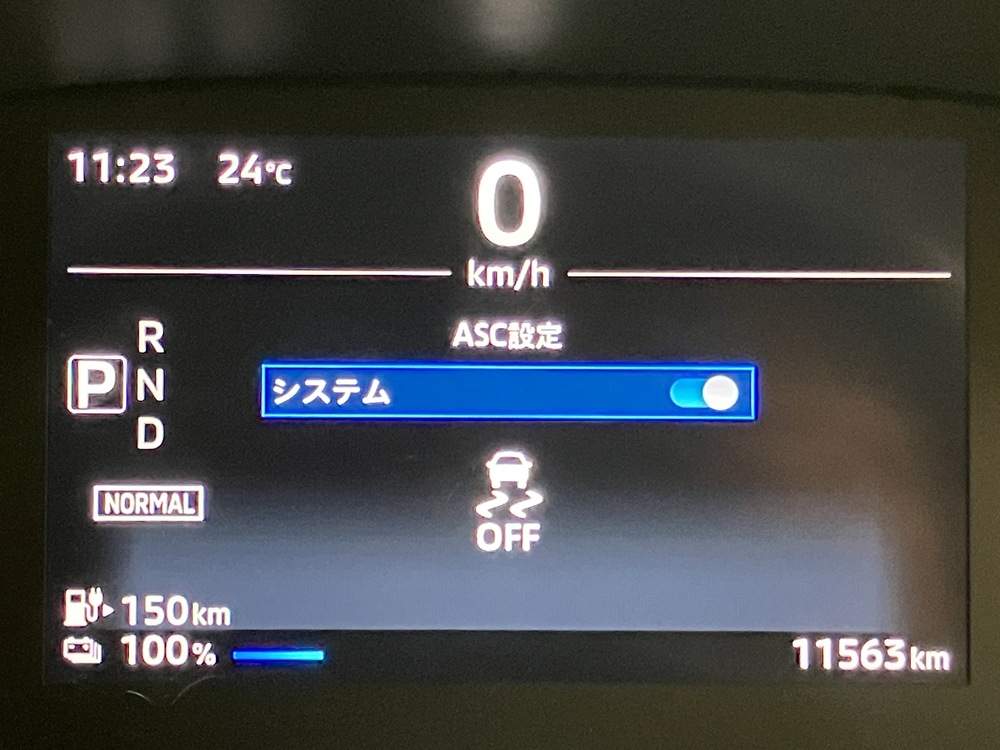 11:23 24℃
0
km/h
ASC設定
システム
R
P N
D
NORMAL
OFF
150km
100%
11563km